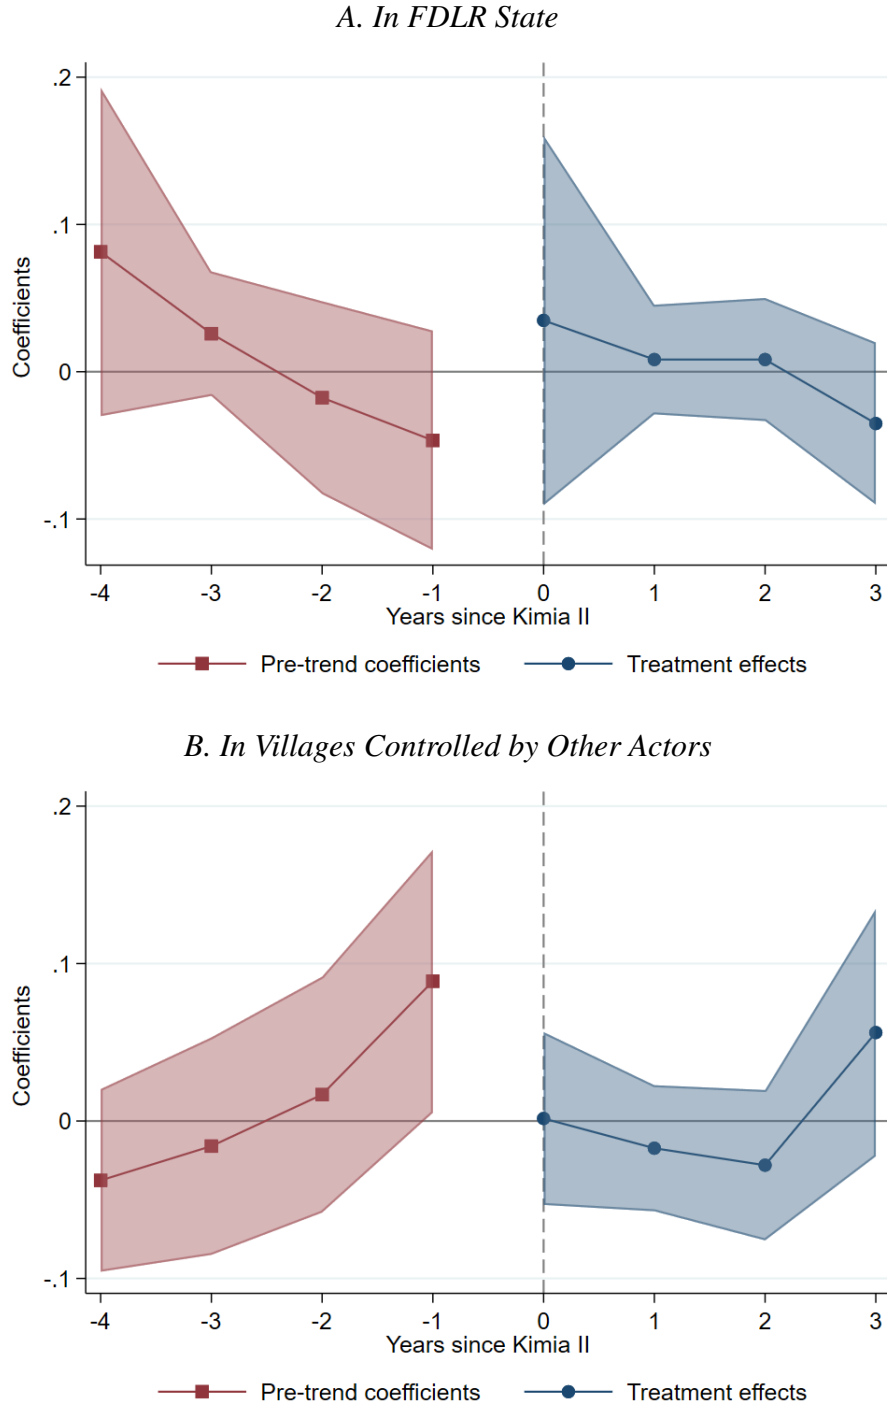 A. In FDLR State
Coefficients
.2
.1
0
-.1
-4 -3 -2 -1 0 1 2 3
Years since Kimia II
Pre-trend coefficients Treatment effects
B. In Villages Controlled by Other Actors
Coefficients
.2
.1
0
-.1
-4 -3 -2 -1 0 1 2 3
Years since Kimia II
Pre-trend coefficients Treatment effects